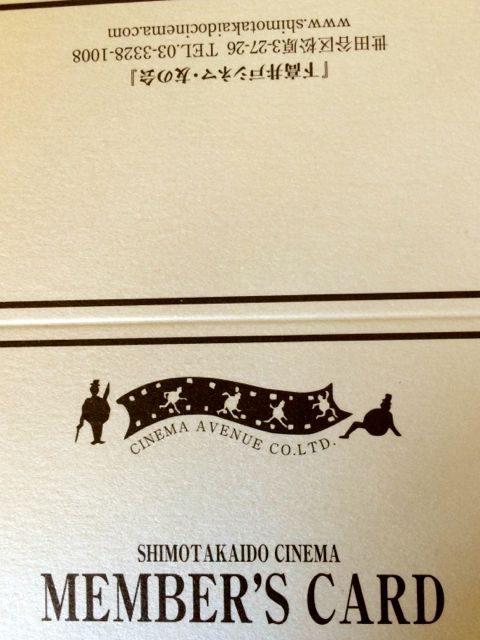 『下高井戸シネマ・友の会』
世田谷区松原3-27-26 TEL.03-3328-1008
www.shimotakaidocinema.com
CINEMA AVENUE CO.LTD.
SHIMOTAKAIDO CINEMA
MEMBER'S CARD